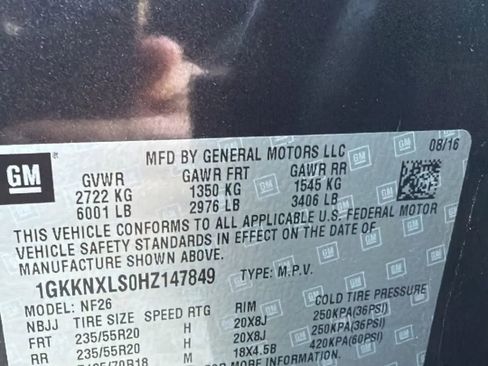 GM
MFD BY GENERAL MOTORS LLC 08/16
GVWR GAWR FRT GAWR RR
2722 KG 1350 KG 1545 KG
6001 LB 2976 LB 3406 LB
THIS VEHICLE CONFORMS TO ALL APPLICABLE U.S. FEDERAL MOTOR
VEHICLE SAFETY STANDARDS IN EFFECT ON THE DATE OF
MANUFACTURE SHOWN ABOVE.
1GKKNXLS0HZ147849 TYPE: M.P.V.
MODEL: NF26
NBJJ TIRE SIZE SPEED RTG RIM COLD TIRE PRESSURE
FRT 235/55R20 H 20X8J 250KPA(36PSI)
RR 235/55R20 H 20X8J 250KPA(36PSI)
18X4.5B 420KPA(60PSI)
FOR MORE INFORMATION.